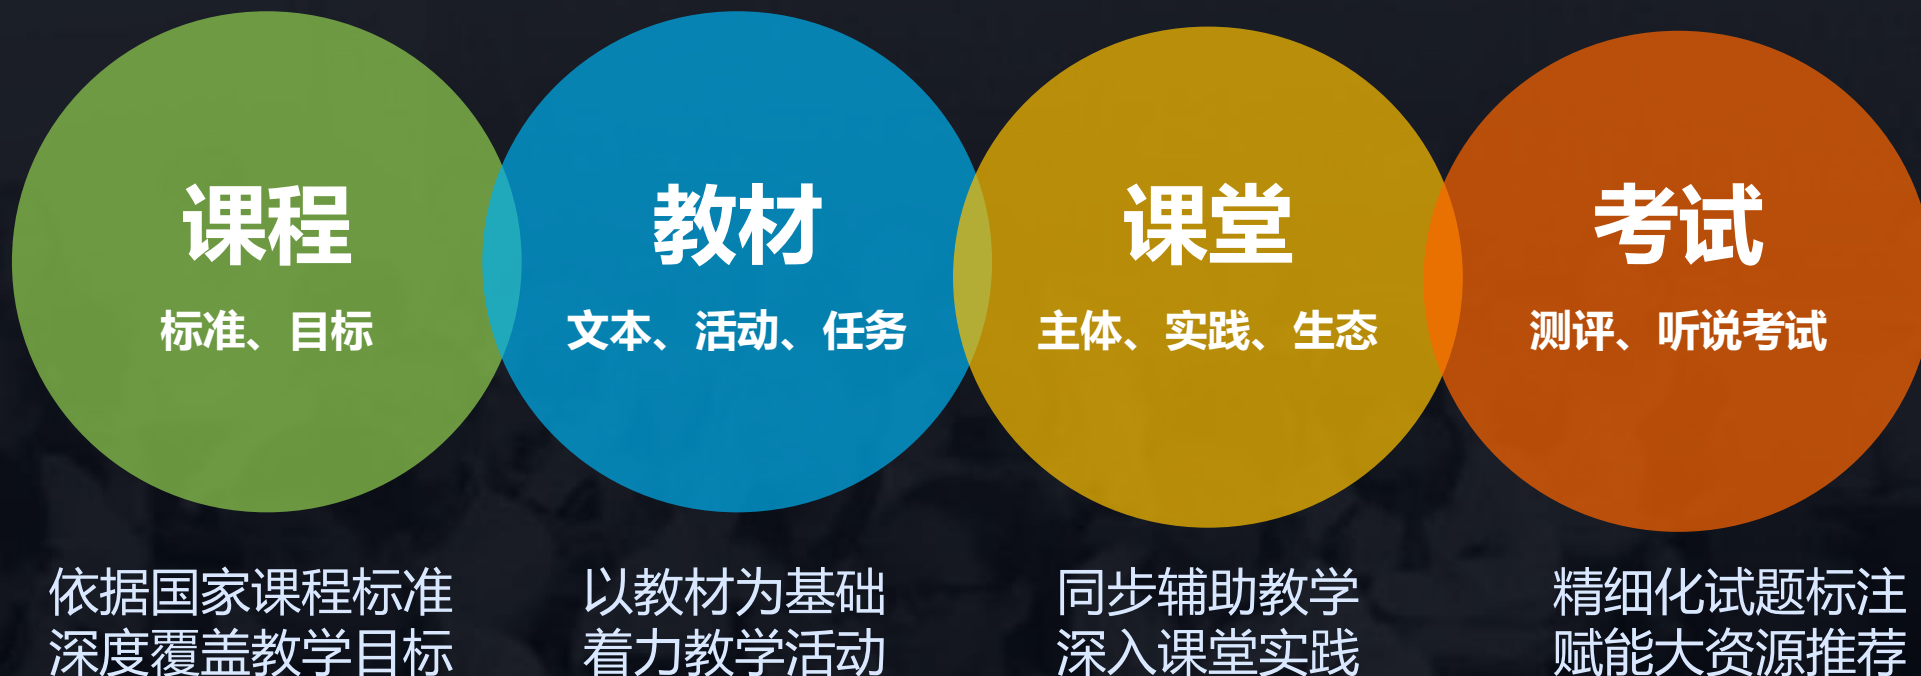 课程
标准、目标
教材
文本、活动、任务
课堂
主体、实践、生态
考试
测评、听说考试
依据国家课程标准
深度覆盖教学目标
以教材为基础
着力教学活动
同步辅助教学
深入课堂实践
精细化试题标注
赋能大资源推荐